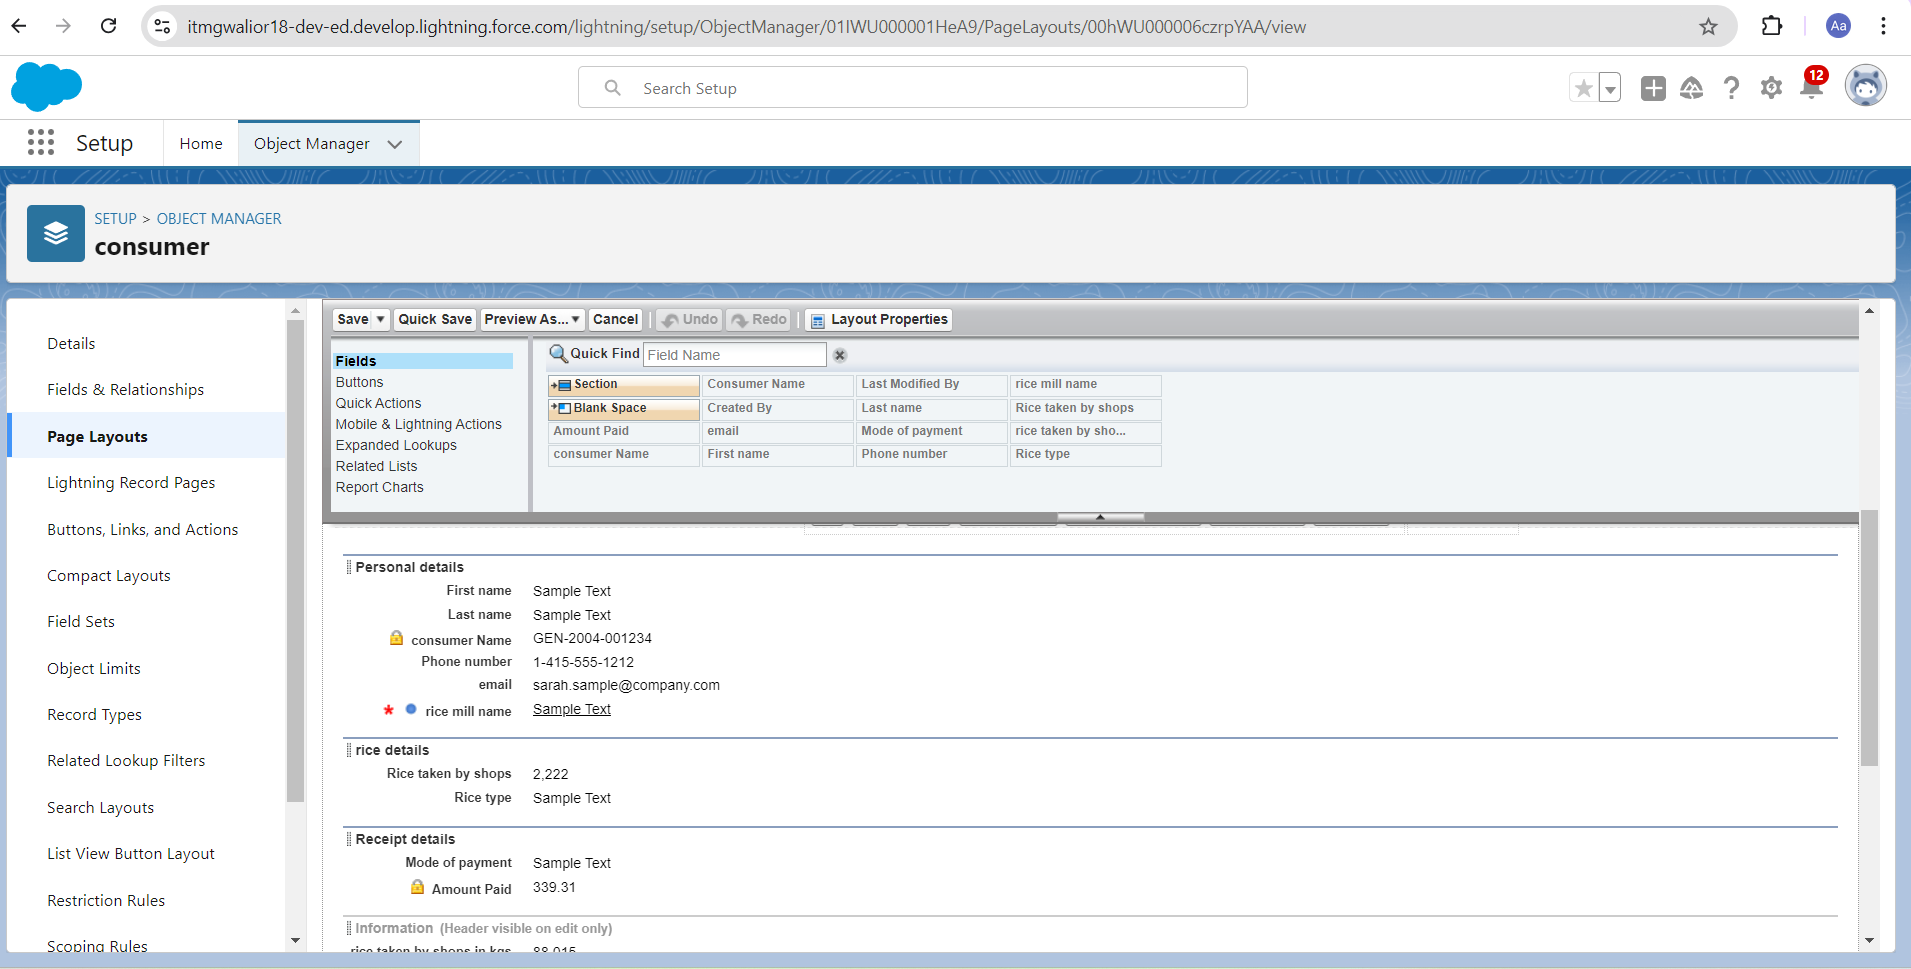 itmgwalior18-dev-ed.develop.lightning.force.com/lightning/setup/ObjectManager/01IWU000001HeA9/PageLayouts/00hWU000006czrpYAA/view
Aa
Search Setup
12
Setup
Home
Object Manager
SETUP > OBJECT MANAGER
consumer
Details
Fields & Relationships
Page Layouts
Lightning Record Pages
Buttons, Links, and Actions
Compact Layouts
Field Sets
Object Limits
Record Types
Related Lookup Filters
Search Layouts
List View Button Layout
Restriction Rules
Scoping Rules
Save Quick Save Preview As... Cancel Undo Redo Layout Properties
Fields
Buttons
Quick Actions
Mobile & Lightning Actions
Expanded Lookups
Related Lists
Report Charts
Quick Find Field Name
Section Consumer Name Last Modified By rice mill name
Blank Space Created By Last name Rice taken by shops
Amount Paid email Mode of payment rice taken by sho...
consumer Name First name Phone number Rice type
Personal details
First name Sample Text
Last name Sample Text
consumer Name GEN-2004-001234
Phone number 1-415-555-1212
email sarah.sample@company.com
* rice mill name Sample Text
rice details
Rice taken by shops 2,222
Rice type Sample Text
Receipt details
Mode of payment Sample Text
Amount Paid 339.31
Information (Header visible on edit only)
rice taken by shops in kgs 88,015